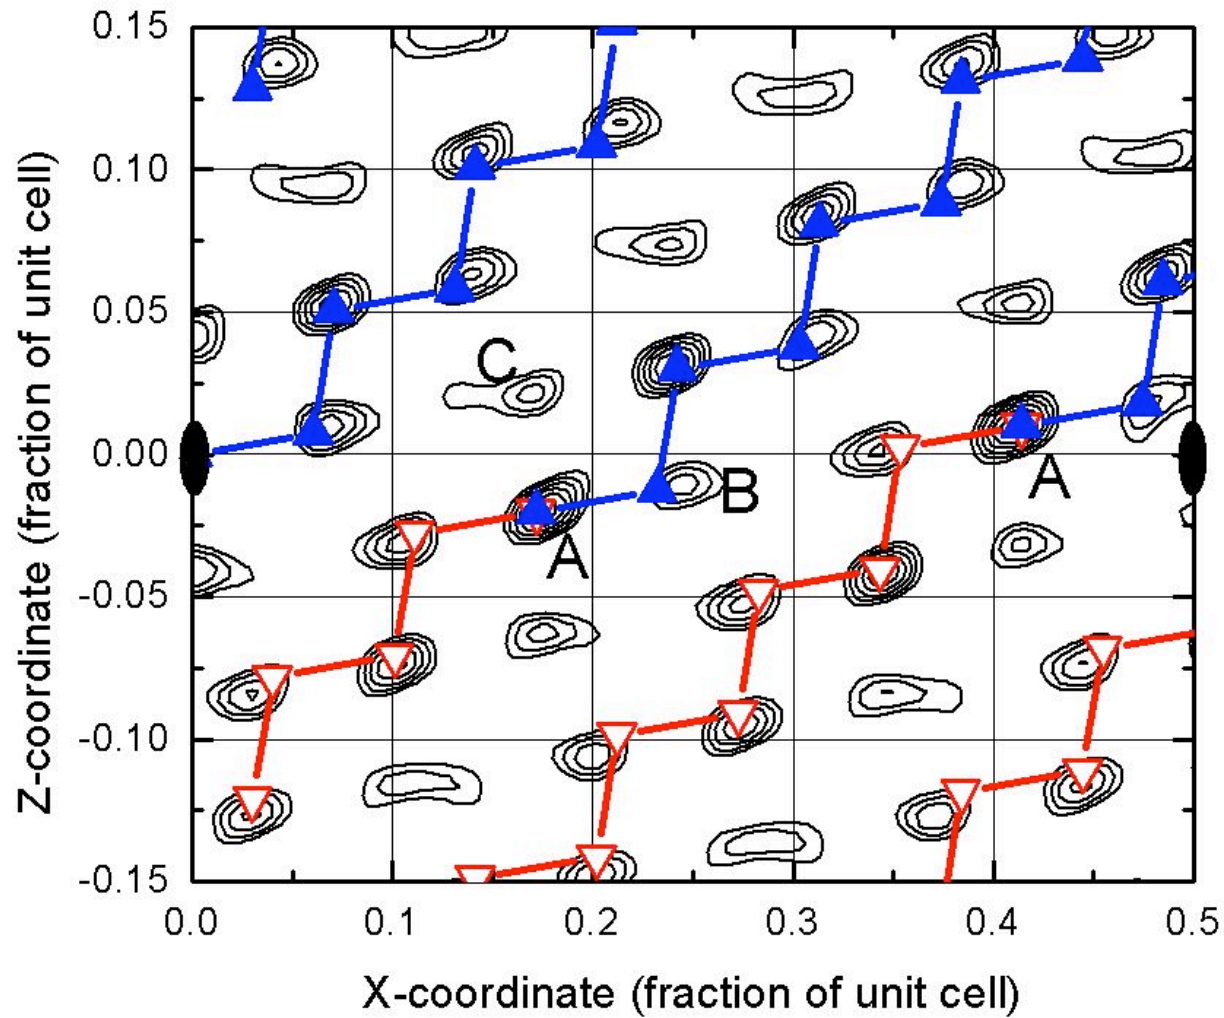 0.15
0.10
0.05
0.00
-0.05
-0.10
-0.15
Z-coordinate (fraction of unit cell)
C
B
A
A
0.0
0.1
0.2
0.3
0.4
0.5
X-coordinate (fraction of unit cell)